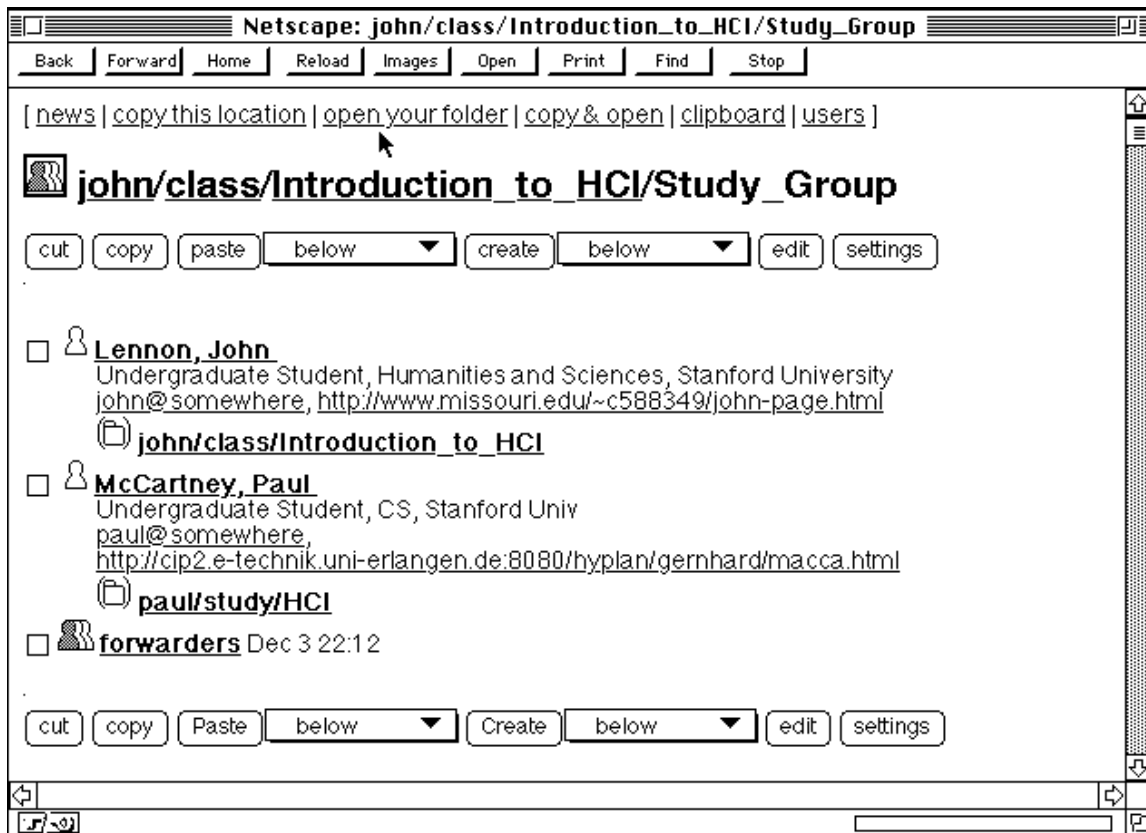 Netscape: john/class/Introduction_to_HCI/Study_Group
Back Forward Home Reload Images Open Print Find Stop
[ news | copy this location | open your folder | copy & open | clipboard | users ]
john/class/Introduction_to_HCI/Study_Group
cut copy paste below create below edit settings
Lennon, John
Undergraduate Student, Humanities and Sciences, Stanford University
john@somewhere, http://www.missouri.edu/~c588349/john-page.html
john/class/Introduction_to_HCI
McCartney, Paul
Undergraduate Student, CS, Stanford Univ
paul@somewhere,
http://cip2.e-technik.uni-erlangen.de:8080/hyplan/gernhard/macca.html
paul/study/HCI
forwarders Dec 3 22:12
cut copy Paste below Create below edit settings